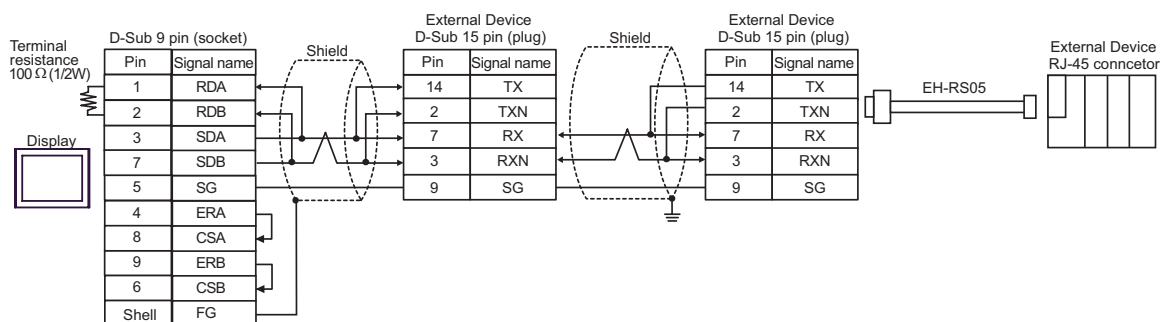 Terminal
resistance
100 Ω (1/2W)
Display
D-Sub 9 pin (socket)
Pin Signal name
1 RDA
2 RDB
3 SDA
7 SDB
5 SG
4 ERA
8 CSA
9 ERB
6 CSB
Shell FG
Shield
External Device
D-Sub 15 pin (plug)
Pin Signal name
14 TX
2 TXN
7 RX
3 RXN
9 SG
Shield
External Device
D-Sub 15 pin (plug)
Pin Signal name
14 TX
2 TXN
7 RX
3 RXN
9 SG
EH-RS05
External Device
RJ-45 conncetor